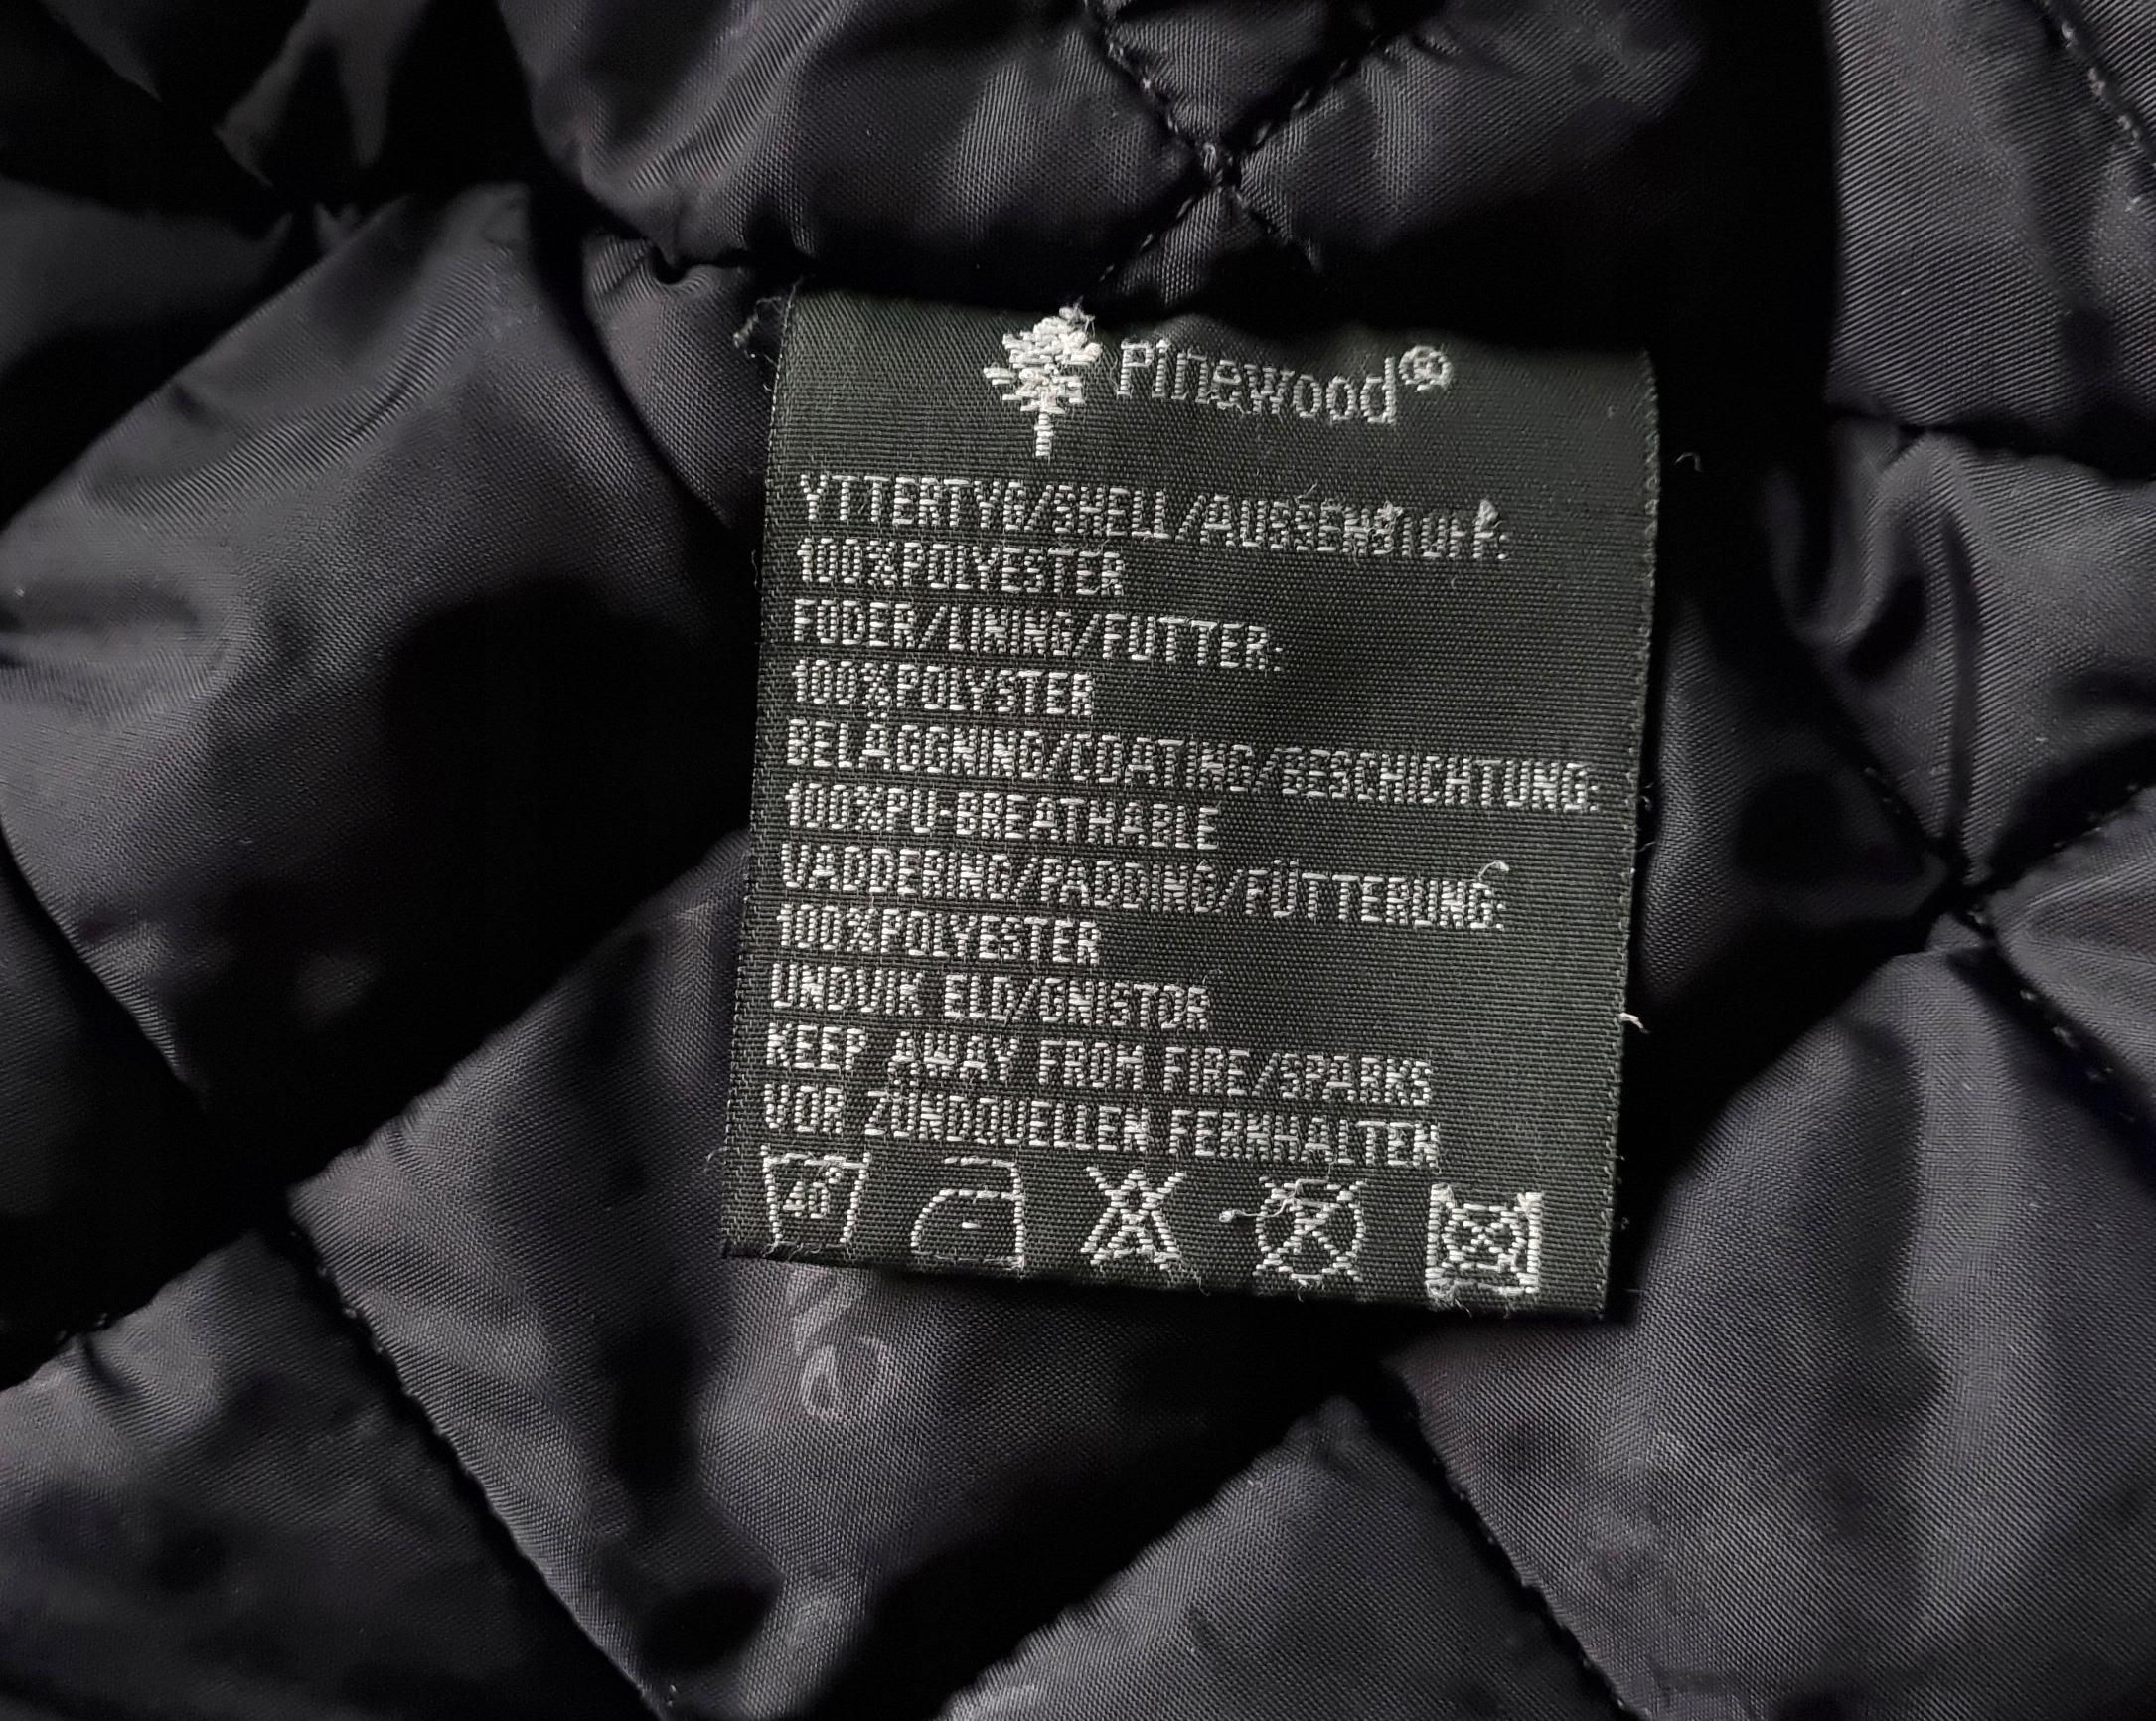 Pinewood®
YTTERTYG/SHELL/AUSSENSTOFF:
100%POLYESTER
FODER/LINING/FUTTER:
100%POLYSTER
BELÄGGNING/COATING/BESCHICHTUNG:
100%PU-BREATHABLE
VADDERING/PADDING/FÜTTERUNG:
100%POLYESTER
UNDVIK ELD/GNISTOR
KEEP AWAY FROM FIRE/SPARKS
VOR ZÜNDQUELLEN FERNHALTEN
40°